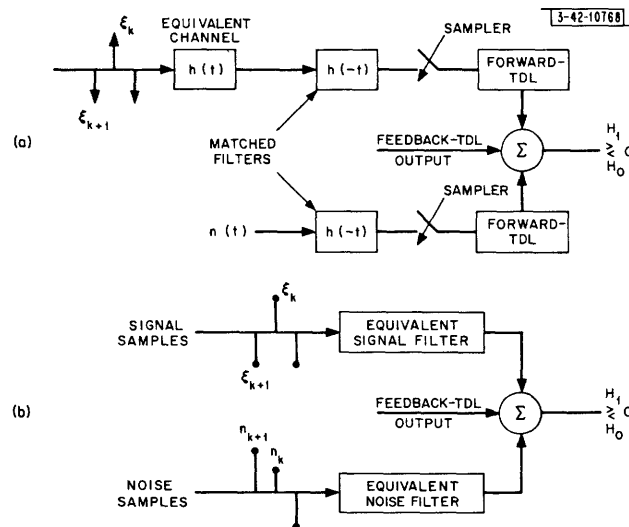 3-42-10768
EQUIVALENT
CHANNEL
SAMPLER
ξk
h(t)
h(-t)
FORWARD-
TDL
ξk+1
(a)
MATCHED
FILTERS
FEEDBACK-TDL
OUTPUT
Σ
H1
≷ 0
H0
SAMPLER
n(t)
h(-t)
FORWARD-
TDL
ξk
SIGNAL
SAMPLES
EQUIVALENT
SIGNAL FILTER
ξk+1
(b)
FEEDBACK-TDL
OUTPUT
Σ
H1
≷ 0
H0
nk+1
nk
NOISE
SAMPLES
EQUIVALENT
NOISE FILTER